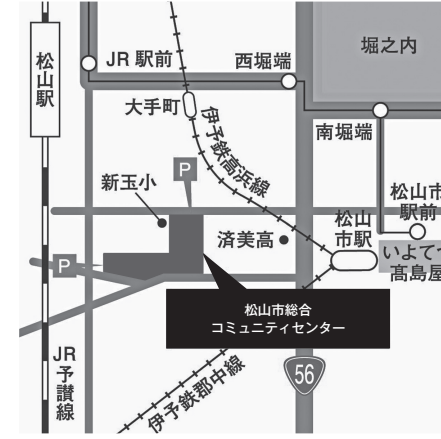 松山駅
JR 駅前
西堀端
堀之内
大手町
南堀端
伊予鉄高浜線
P
新玉小
済美高
松山
市駅
松山市
駅前
いよてつ
髙島屋
P
松山市総合
コミュニティセンター
JR
予讃線
伊予鉄郡中線
56